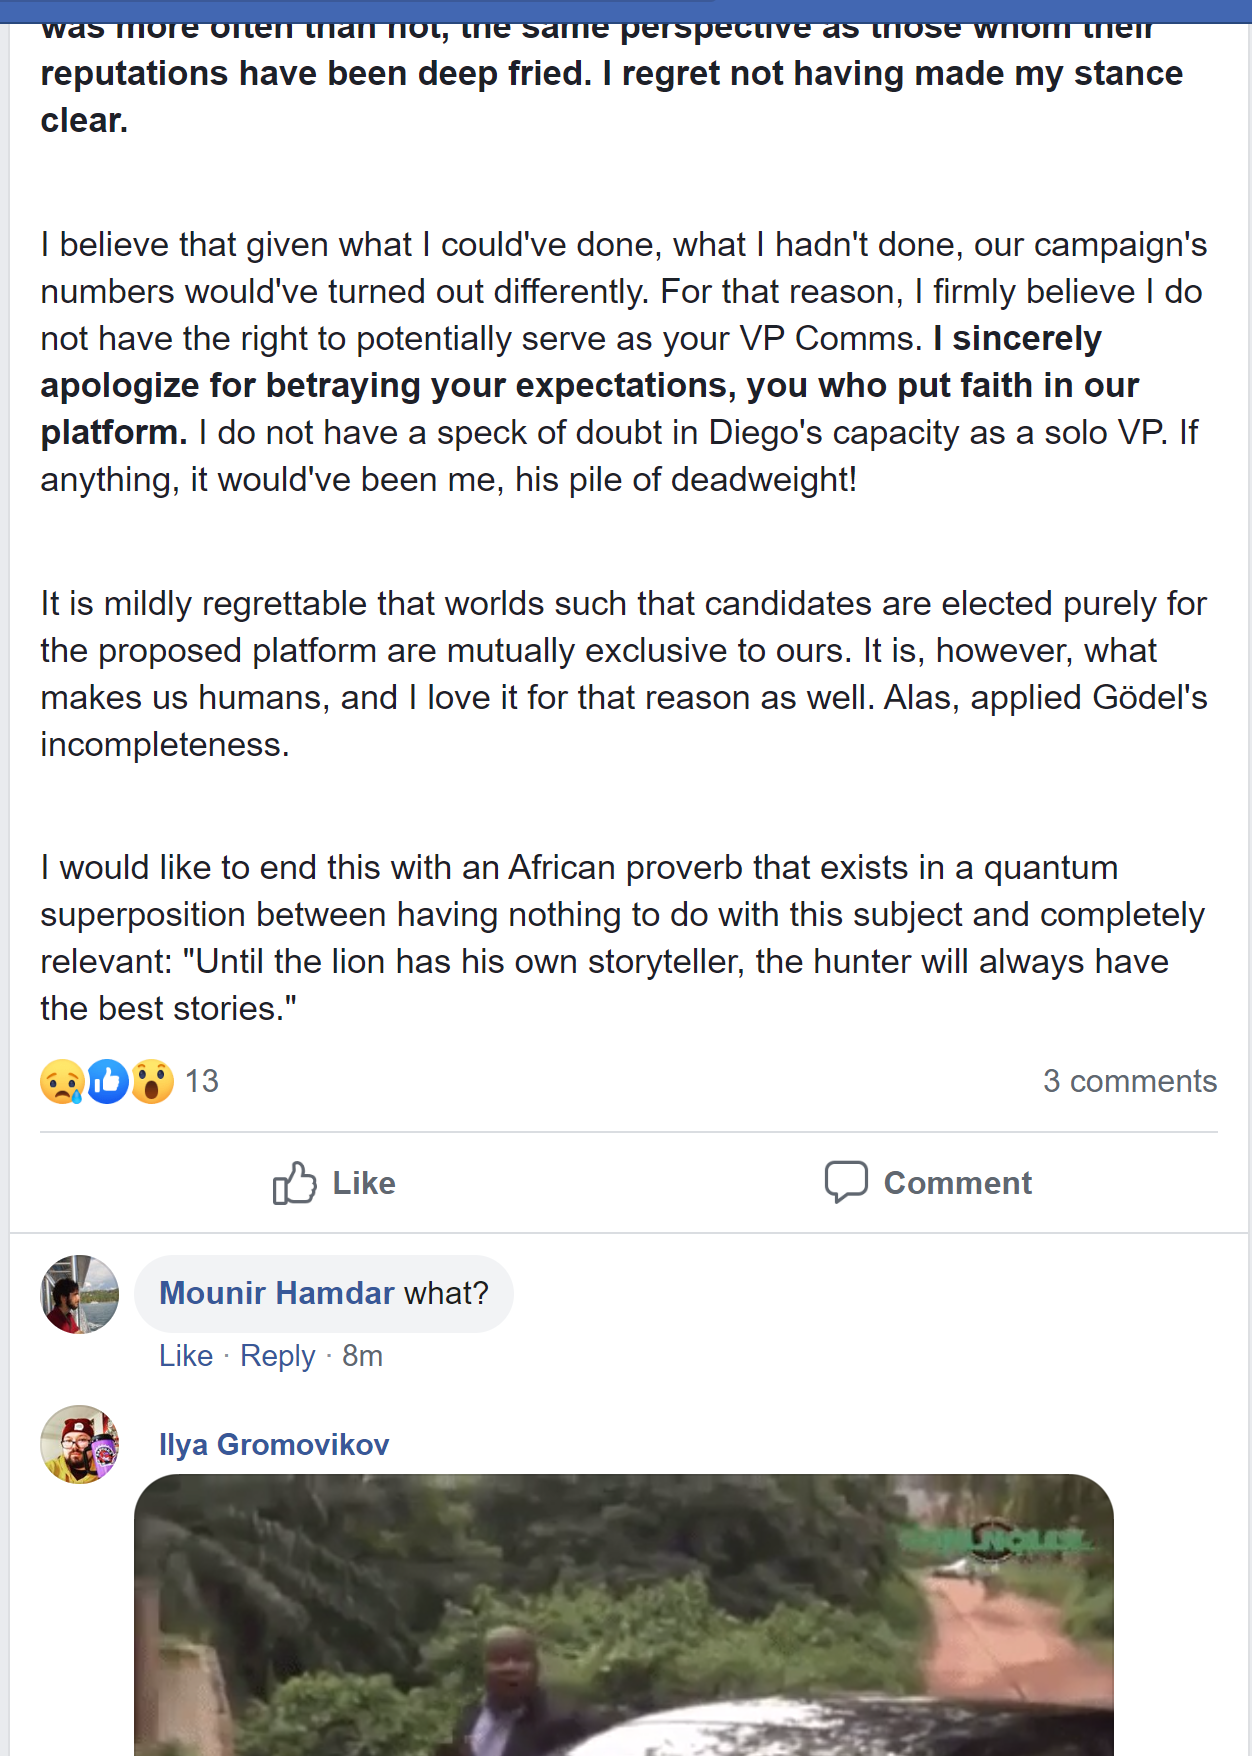 was more often than not, the same perspective as those whom their
reputations have been deep fried. I regret not having made my stance
clear.
I believe that given what I could've done, what I hadn't done, our campaign's
numbers would've turned out differently. For that reason, I firmly believe I do
not have the right to potentially serve as your VP Comms. I sincerely
apologize for betraying your expectations, you who put faith in our
platform. I do not have a speck of doubt in Diego's capacity as a solo VP. If
anything, it would've been me, his pile of deadweight!
It is mildly regrettable that worlds such that candidates are elected purely for
the proposed platform are mutually exclusive to ours. It is, however, what
makes us humans, and I love it for that reason as well. Alas, applied Gödel's
incompleteness.
I would like to end this with an African proverb that exists in a quantum
superposition between having nothing to do with this subject and completely
relevant: "Until the lion has his own storyteller, the hunter will always have
the best stories."
13 3 comments
Like Comment
Mounir Hamdar what?
Like · Reply · 8m
Ilya Gromovikov